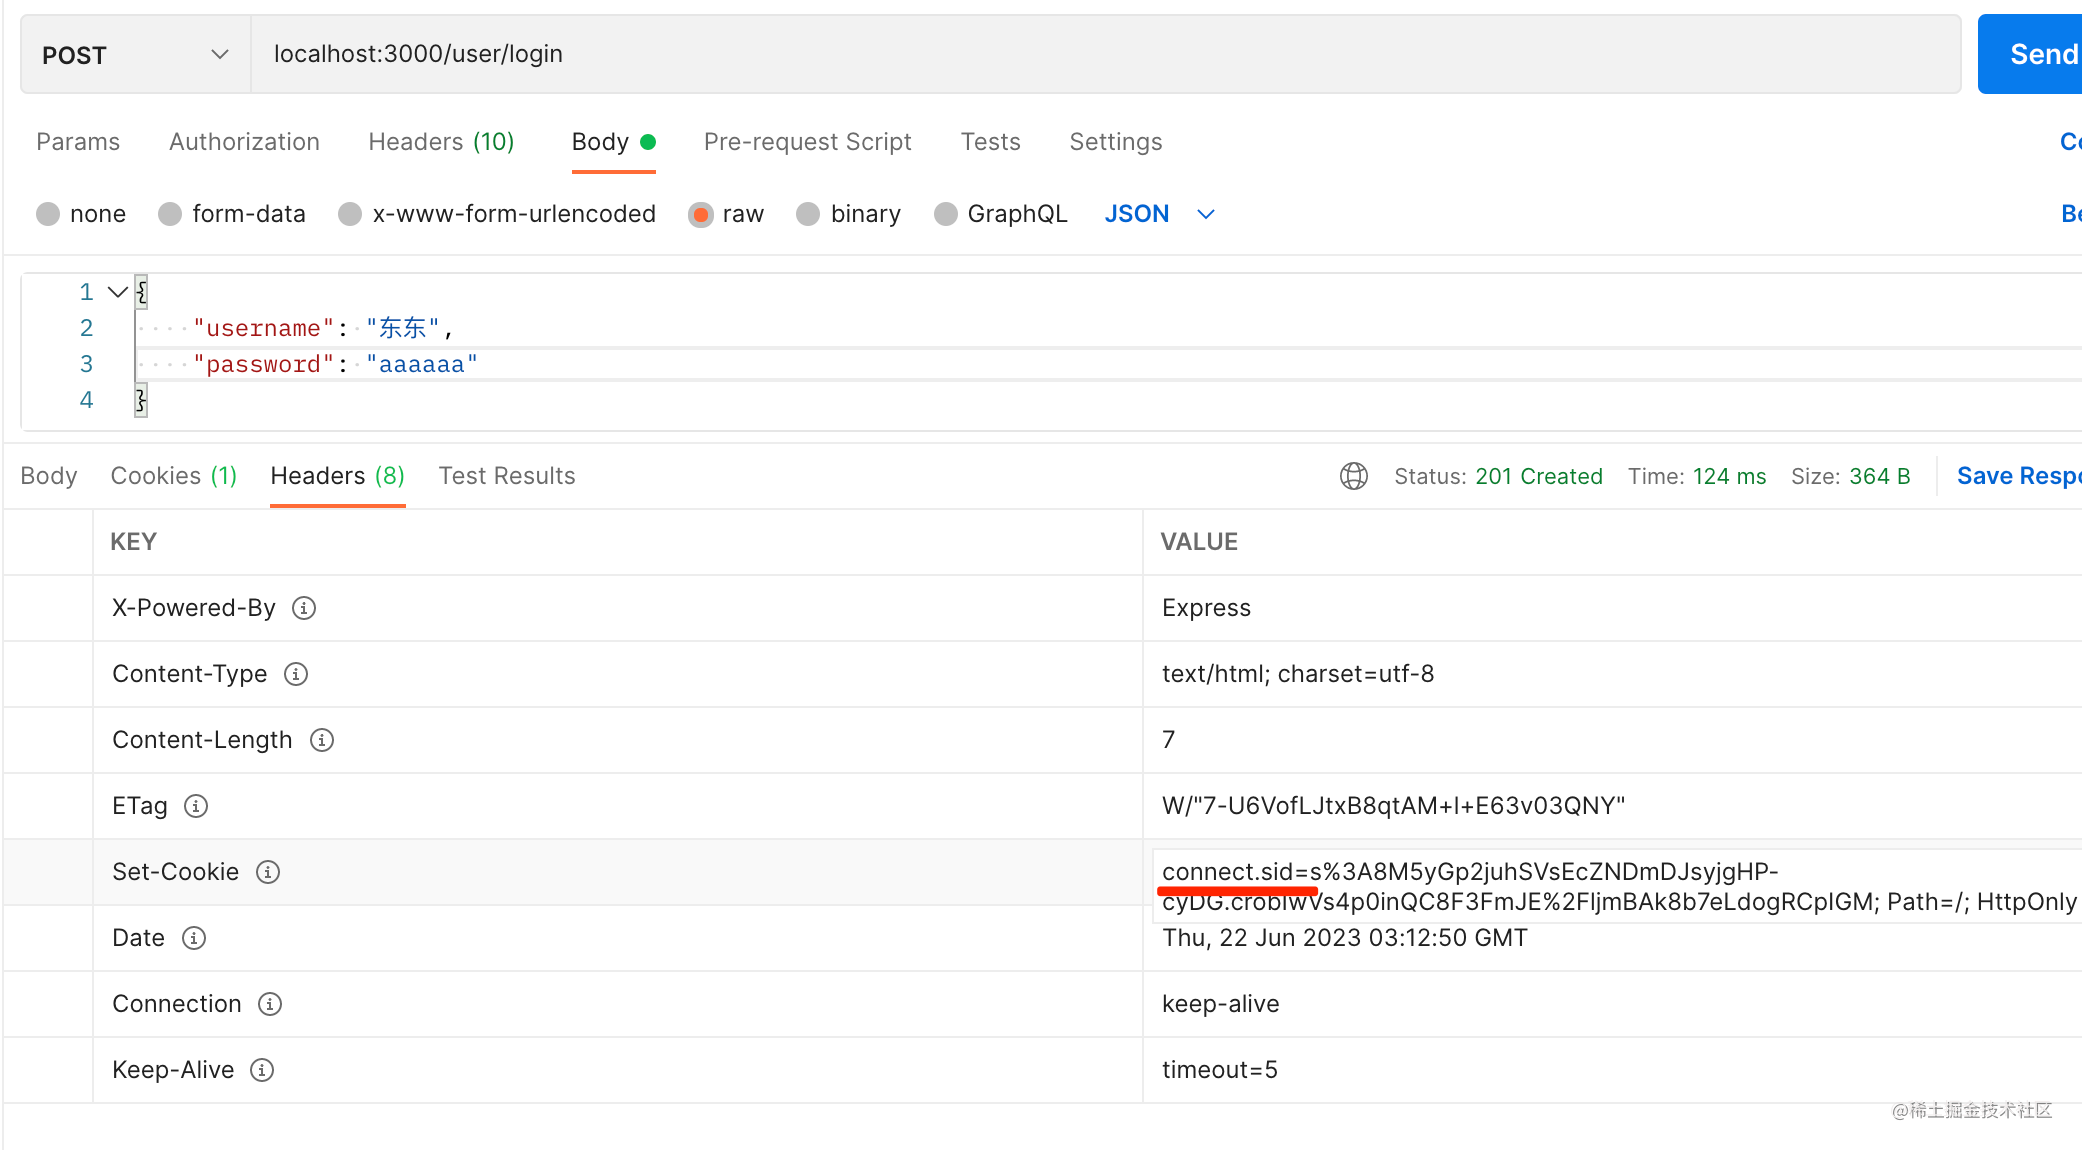 POST localhost:3000/user/login Send
Params Authorization Headers (10) Body Pre-request Script Tests Settings
none form-data x-www-form-urlencoded raw binary GraphQL JSON
1 {
2 "username": "东东",
3 "password": "aaaaaa"
4 }
Body Cookies (1) Headers (8) Test Results Status: 201 Created Time: 124 ms Size: 364 B Save Respo
KEY VALUE
X-Powered-By Express
Content-Type text/html; charset=utf-8
Content-Length 7
ETag W/"7-U6VofLJtxB8qtAM+l+E63v03QNY"
Set-Cookie connect.sid=s%3A8M5yGp2juhSVsEcZNDmDJsyjgHP-
cyDG.crobIwVs4p0inQC8F3FmJE%2FljmBAk8b7eLdogRCpIGM; Path=/; HttpOnly
Date Thu, 22 Jun 2023 03:12:50 GMT
Connection keep-alive
Keep-Alive timeout=5
@稀土掘金技术社区